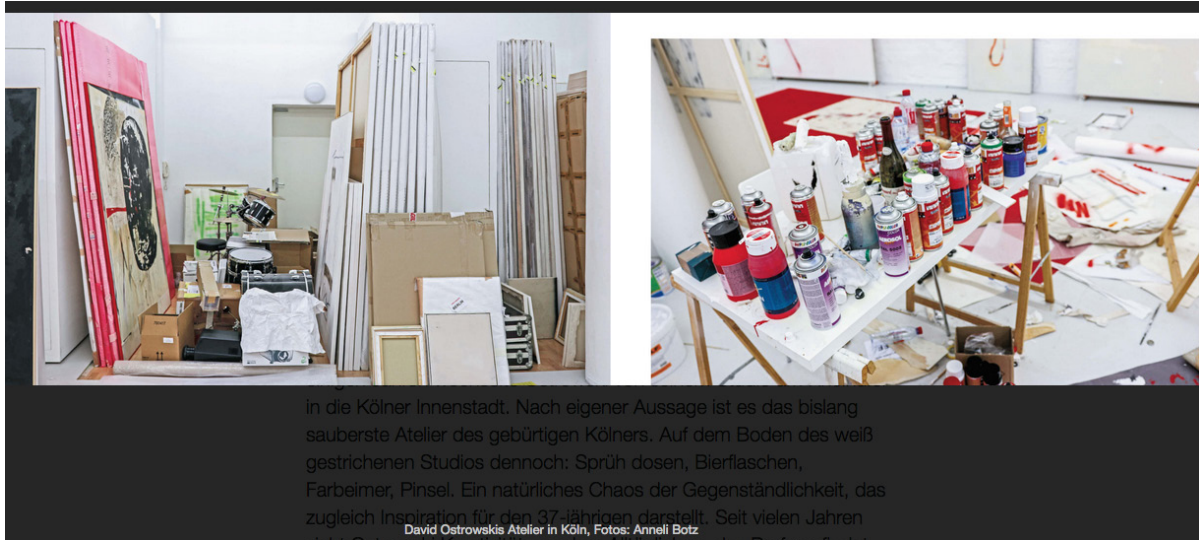 in die Kölner Innenstadt. Nach eigener Aussage ist es das bislang
sauberste Atelier des gebürtigen Kölners. Auf dem Boden des weiß
gestrichenen Studios dennoch: Sprüh dosen, Bierflaschen,
Farbeimer, Pinsel. Ein natürliches Chaos der Gegenständlichkeit, das
zugleich Inspiration für den 37-jährigen darstellt. Seit vielen Jahren
David Ostrowskis Atelier in Köln, Fotos: Anneli Botz